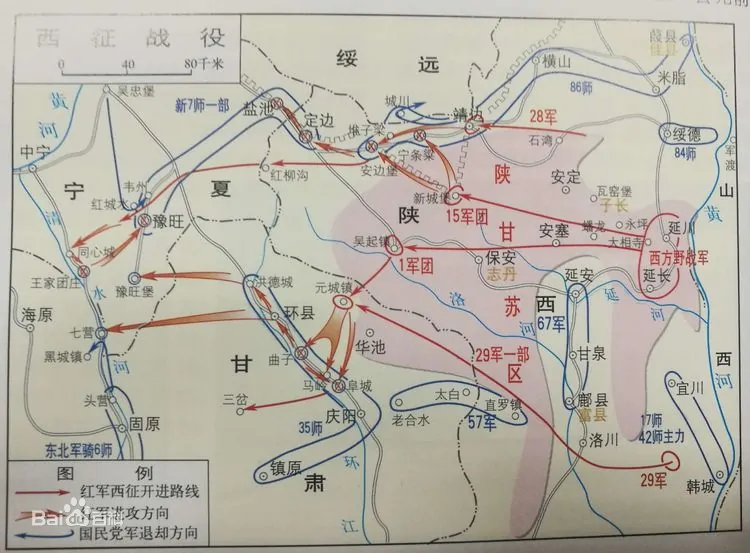 西征战役
0 40 80千米
绥远
葭县
佳县
横山
米脂
86师
吴忠堡
新7师一部
盐池
定边
城川
靖边
28军
绥德
84师
黄
河
中宁
宁条梁
安边堡
石湾
军
渡
宁
夏
韦州
红城水
豫旺
红柳沟
新城堡
陕
甘
苏
区
安定
瓦窑堡
子长
山
黄
清
水
河
同心城
王家团庄
豫旺堡
15军团
陕
吴起镇
1军团
安塞
蟠龙
永坪
太相寺
延川
西方野战军
保安
志丹
延安
延长
延
河
洛
河
西
67军
海原
七营
黑城镇
头营
固原
东北军骑6师
洪德城
环县
元城镇
曲子
华池
甘
马岭
阜城
三岔
庆阳
29军一部
甘泉
鄜县
富县
洛川
宜川
西
河
35师
老合水
太白
直罗镇
57军
17师
42师主力
29军
韩城
镇原
肃
环
江
图例
红军西征开进路线
红军进攻方向
国民党军退却方向
Bai 百科